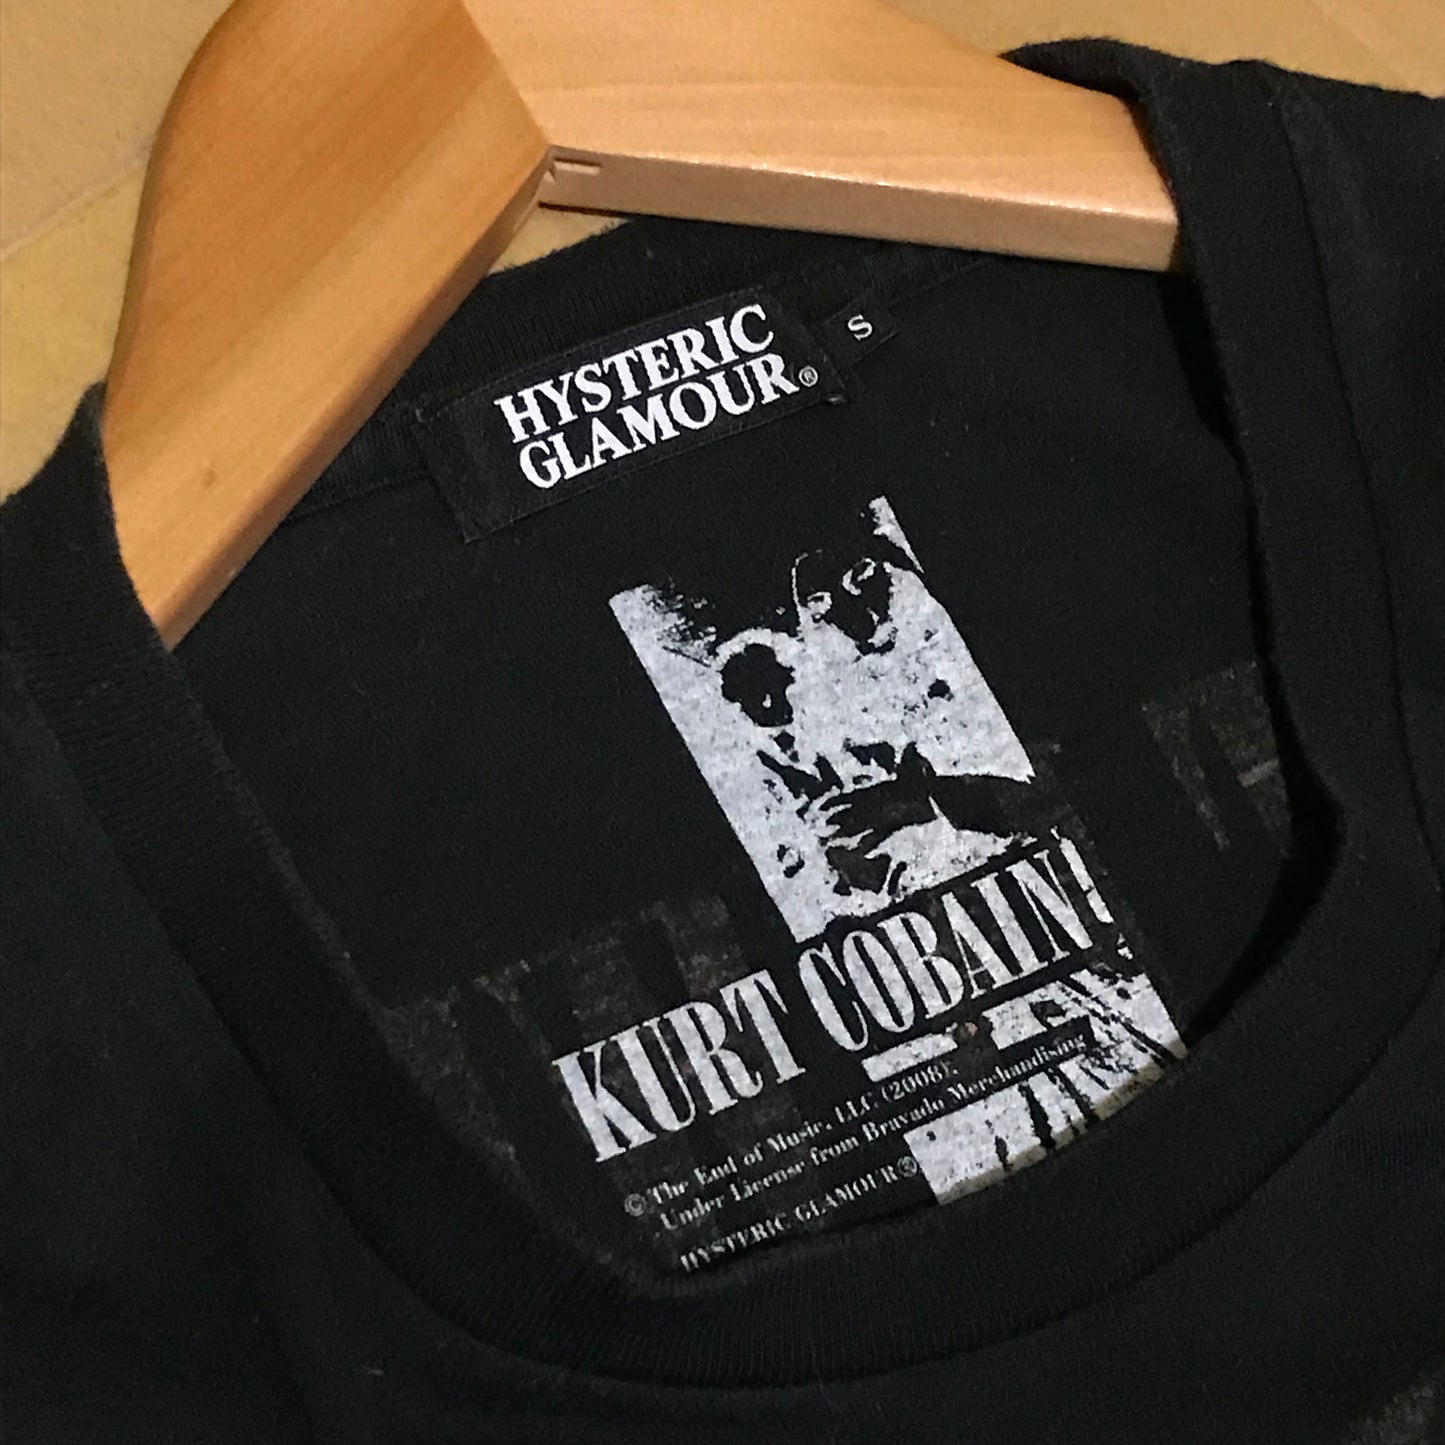 HYSTERIC
GLAMOUR®
S
KURT COBAIN!
© The End of Music, LLC (2008).
Under License from Bravado Merchandising
HYSTERIC GLAMOUR®